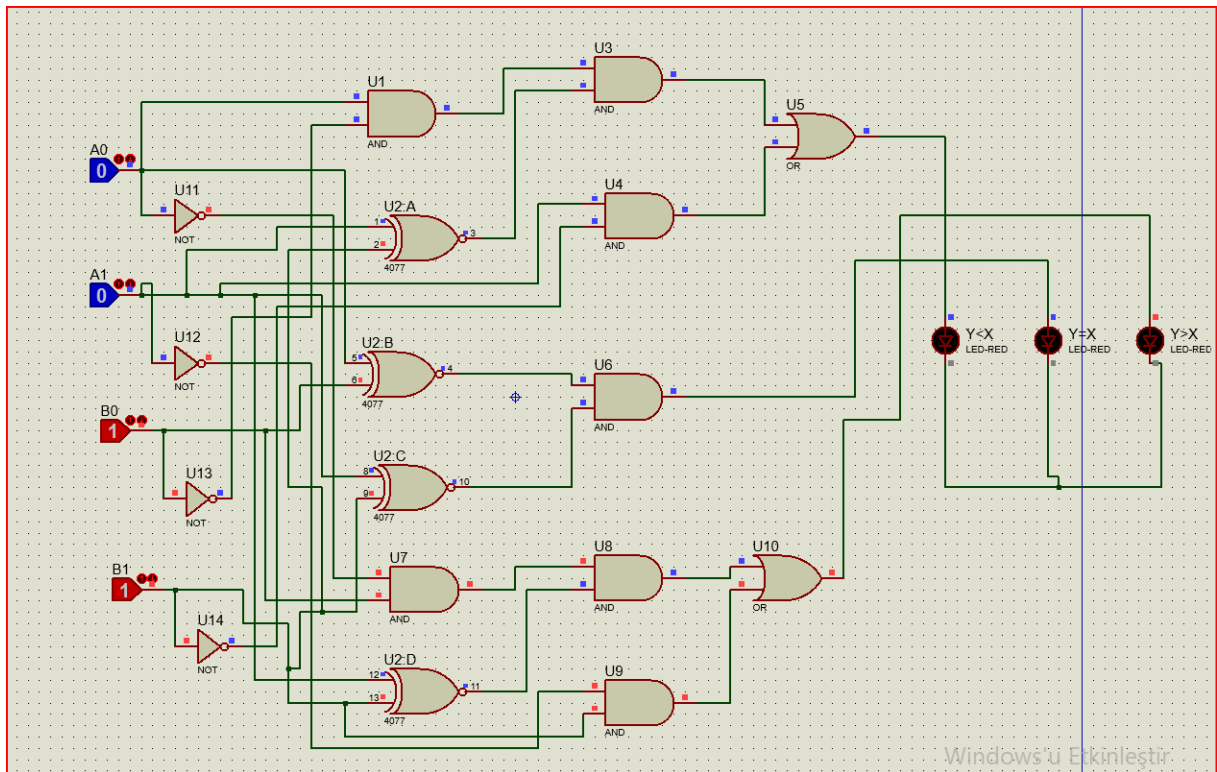 U3
AND
U1
AND
U5
OR
A0
0
U11
NOT
U2:A
1
2
3
4077
U4
AND
A1
0
U12
NOT
U2:B
5
6
4
4077
Y<X
LED-RED
Y=X
LED-RED
Y>X
LED-RED
U6
AND
B0
1
U13
NOT
U2:C
8
9
10
4077
U7
AND
U8
AND
U10
OR
B1
1
U14
NOT
U2:D
12
13
11
4077
U9
AND
Windows'u Etkinleştir